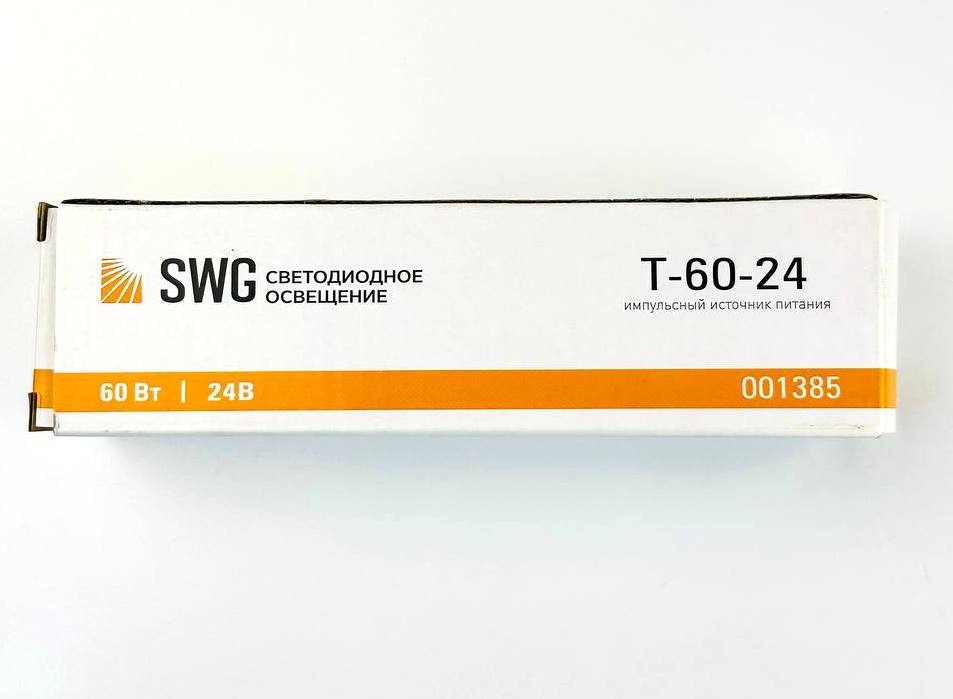 SWG СВЕТОДИОДНОЕ
ОСВЕЩЕНИЕ
T-60-24
импульсный источник питания
60 Вт | 24В
001385